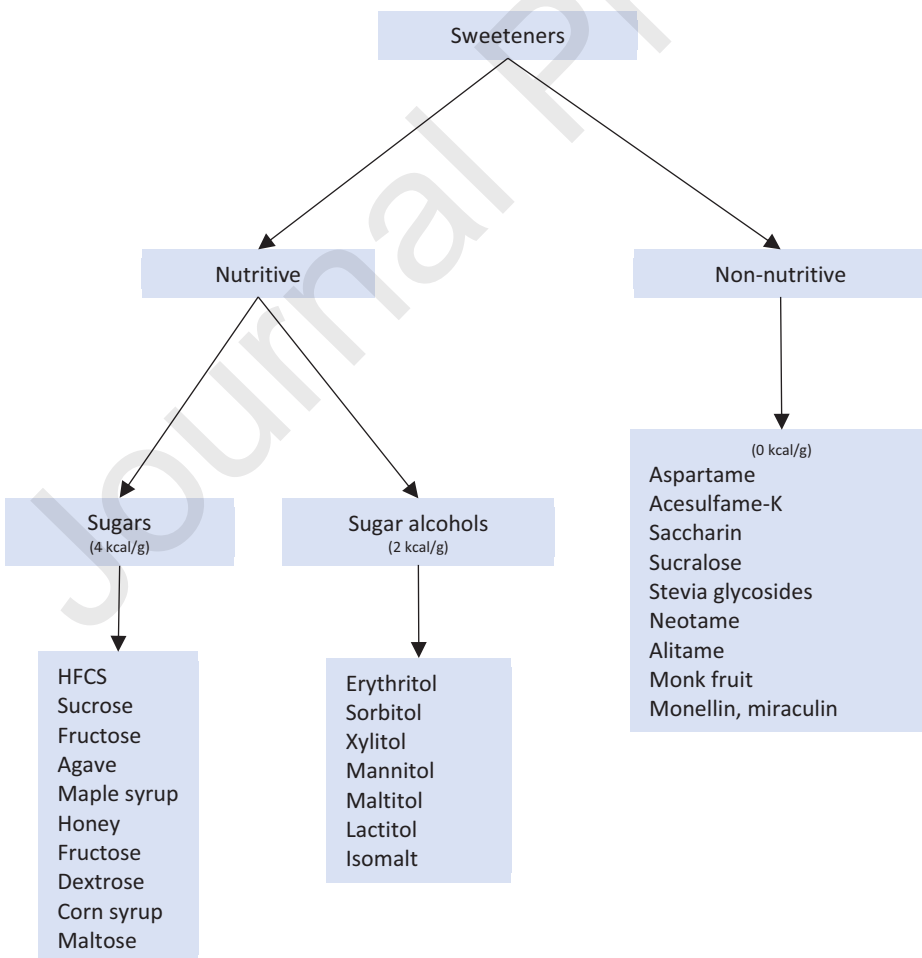 Sweeteners
Nutritive
Non-nutritive
Sugars
(4 kcal/g)
Sugar alcohols
(2 kcal/g)
(0 kcal/g)
Aspartame
Acesulfame-K
Saccharin
Sucralose
Stevia glycosides
Neotame
Alitame
Monk fruit
Monellin, miraculin
HFCS
Sucrose
Fructose
Agave
Maple syrup
Honey
Fructose
Dextrose
Corn syrup
Maltose
Erythritol
Sorbitol
Xylitol
Mannitol
Maltitol
Lactitol
Isomalt
Journal Pr